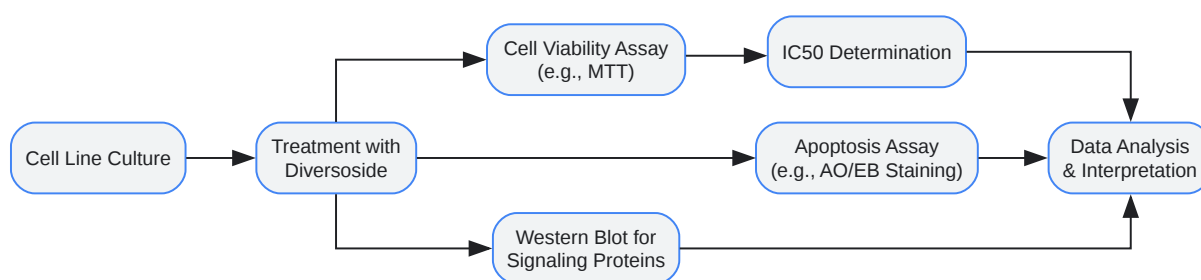 Cell Line Culture
Treatment with
Diversoside
Cell Viability Assay
(e.g., MTT)
IC50 Determination
Apoptosis Assay
(e.g., AO/EB Staining)
Western Blot for
Signaling Proteins
Data Analysis
& Interpretation